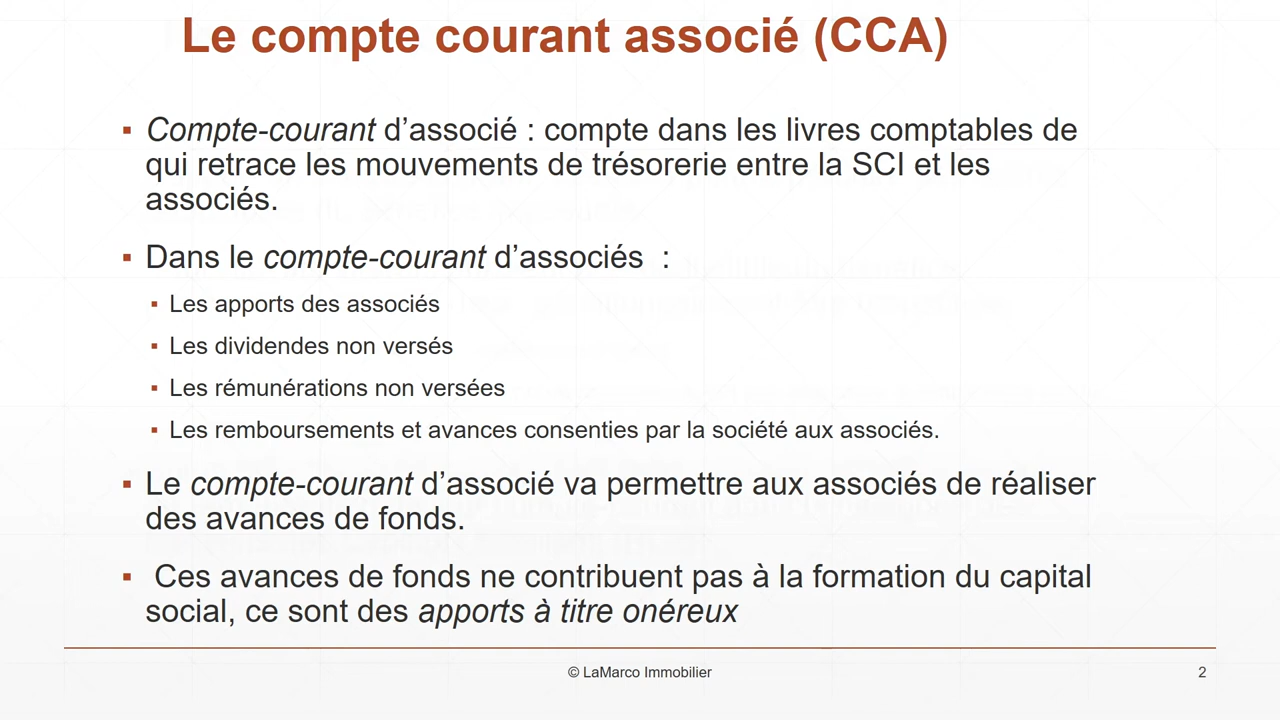 Le compte courant associé (CCA)
▪ Compte-courant d’associé : compte dans les livres comptables de
qui retrace les mouvements de trésorerie entre la SCI et les
associés.
▪ Dans le compte-courant d’associés  :
▪ Les apports des associés
▪ Les dividendes non versés
▪ Les rémunérations non versées
▪ Les remboursements et avances consenties par la société aux associés.
▪ Le compte-courant d’associé va permettre aux associés de réaliser
des avances de fonds.
▪ Ces avances de fonds ne contribuent pas à la formation du capital
social, ce sont des apports à titre onéreux
© LaMarco Immobilier
2